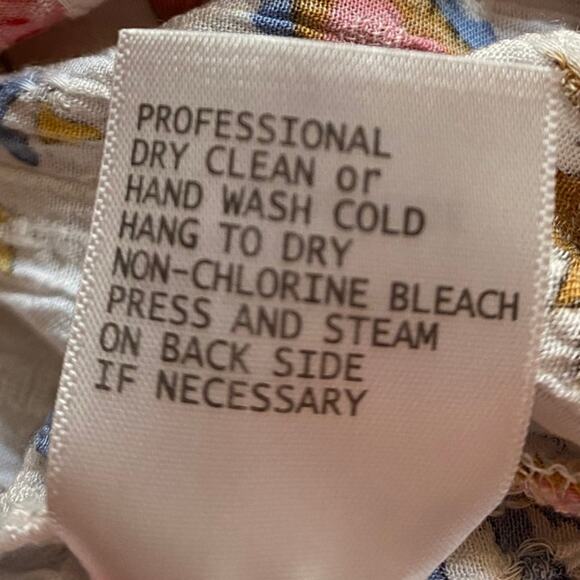 PROFESSIONAL
DRY CLEAN or
HAND WASH COLD
HANG TO DRY
NON-CHLORINE BLEACH
PRESS AND STEAM
ON BACK SIDE
IF NECESSARY